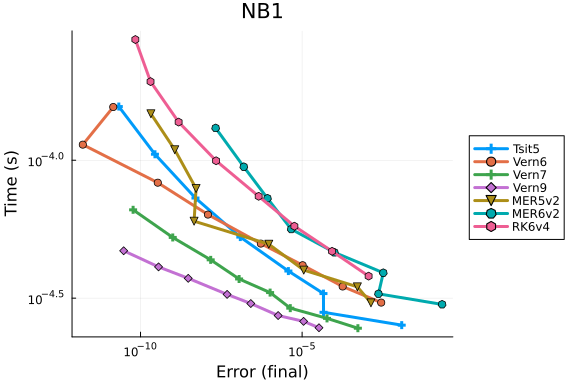 NB1
Time (s)
10⁻⁴·⁰
10⁻⁴·⁵
10⁻¹⁰
10⁻⁵
Error (final)
Tsit5
Vern6
Vern7
Vern9
MER5v2
MER6v2
RK6v4